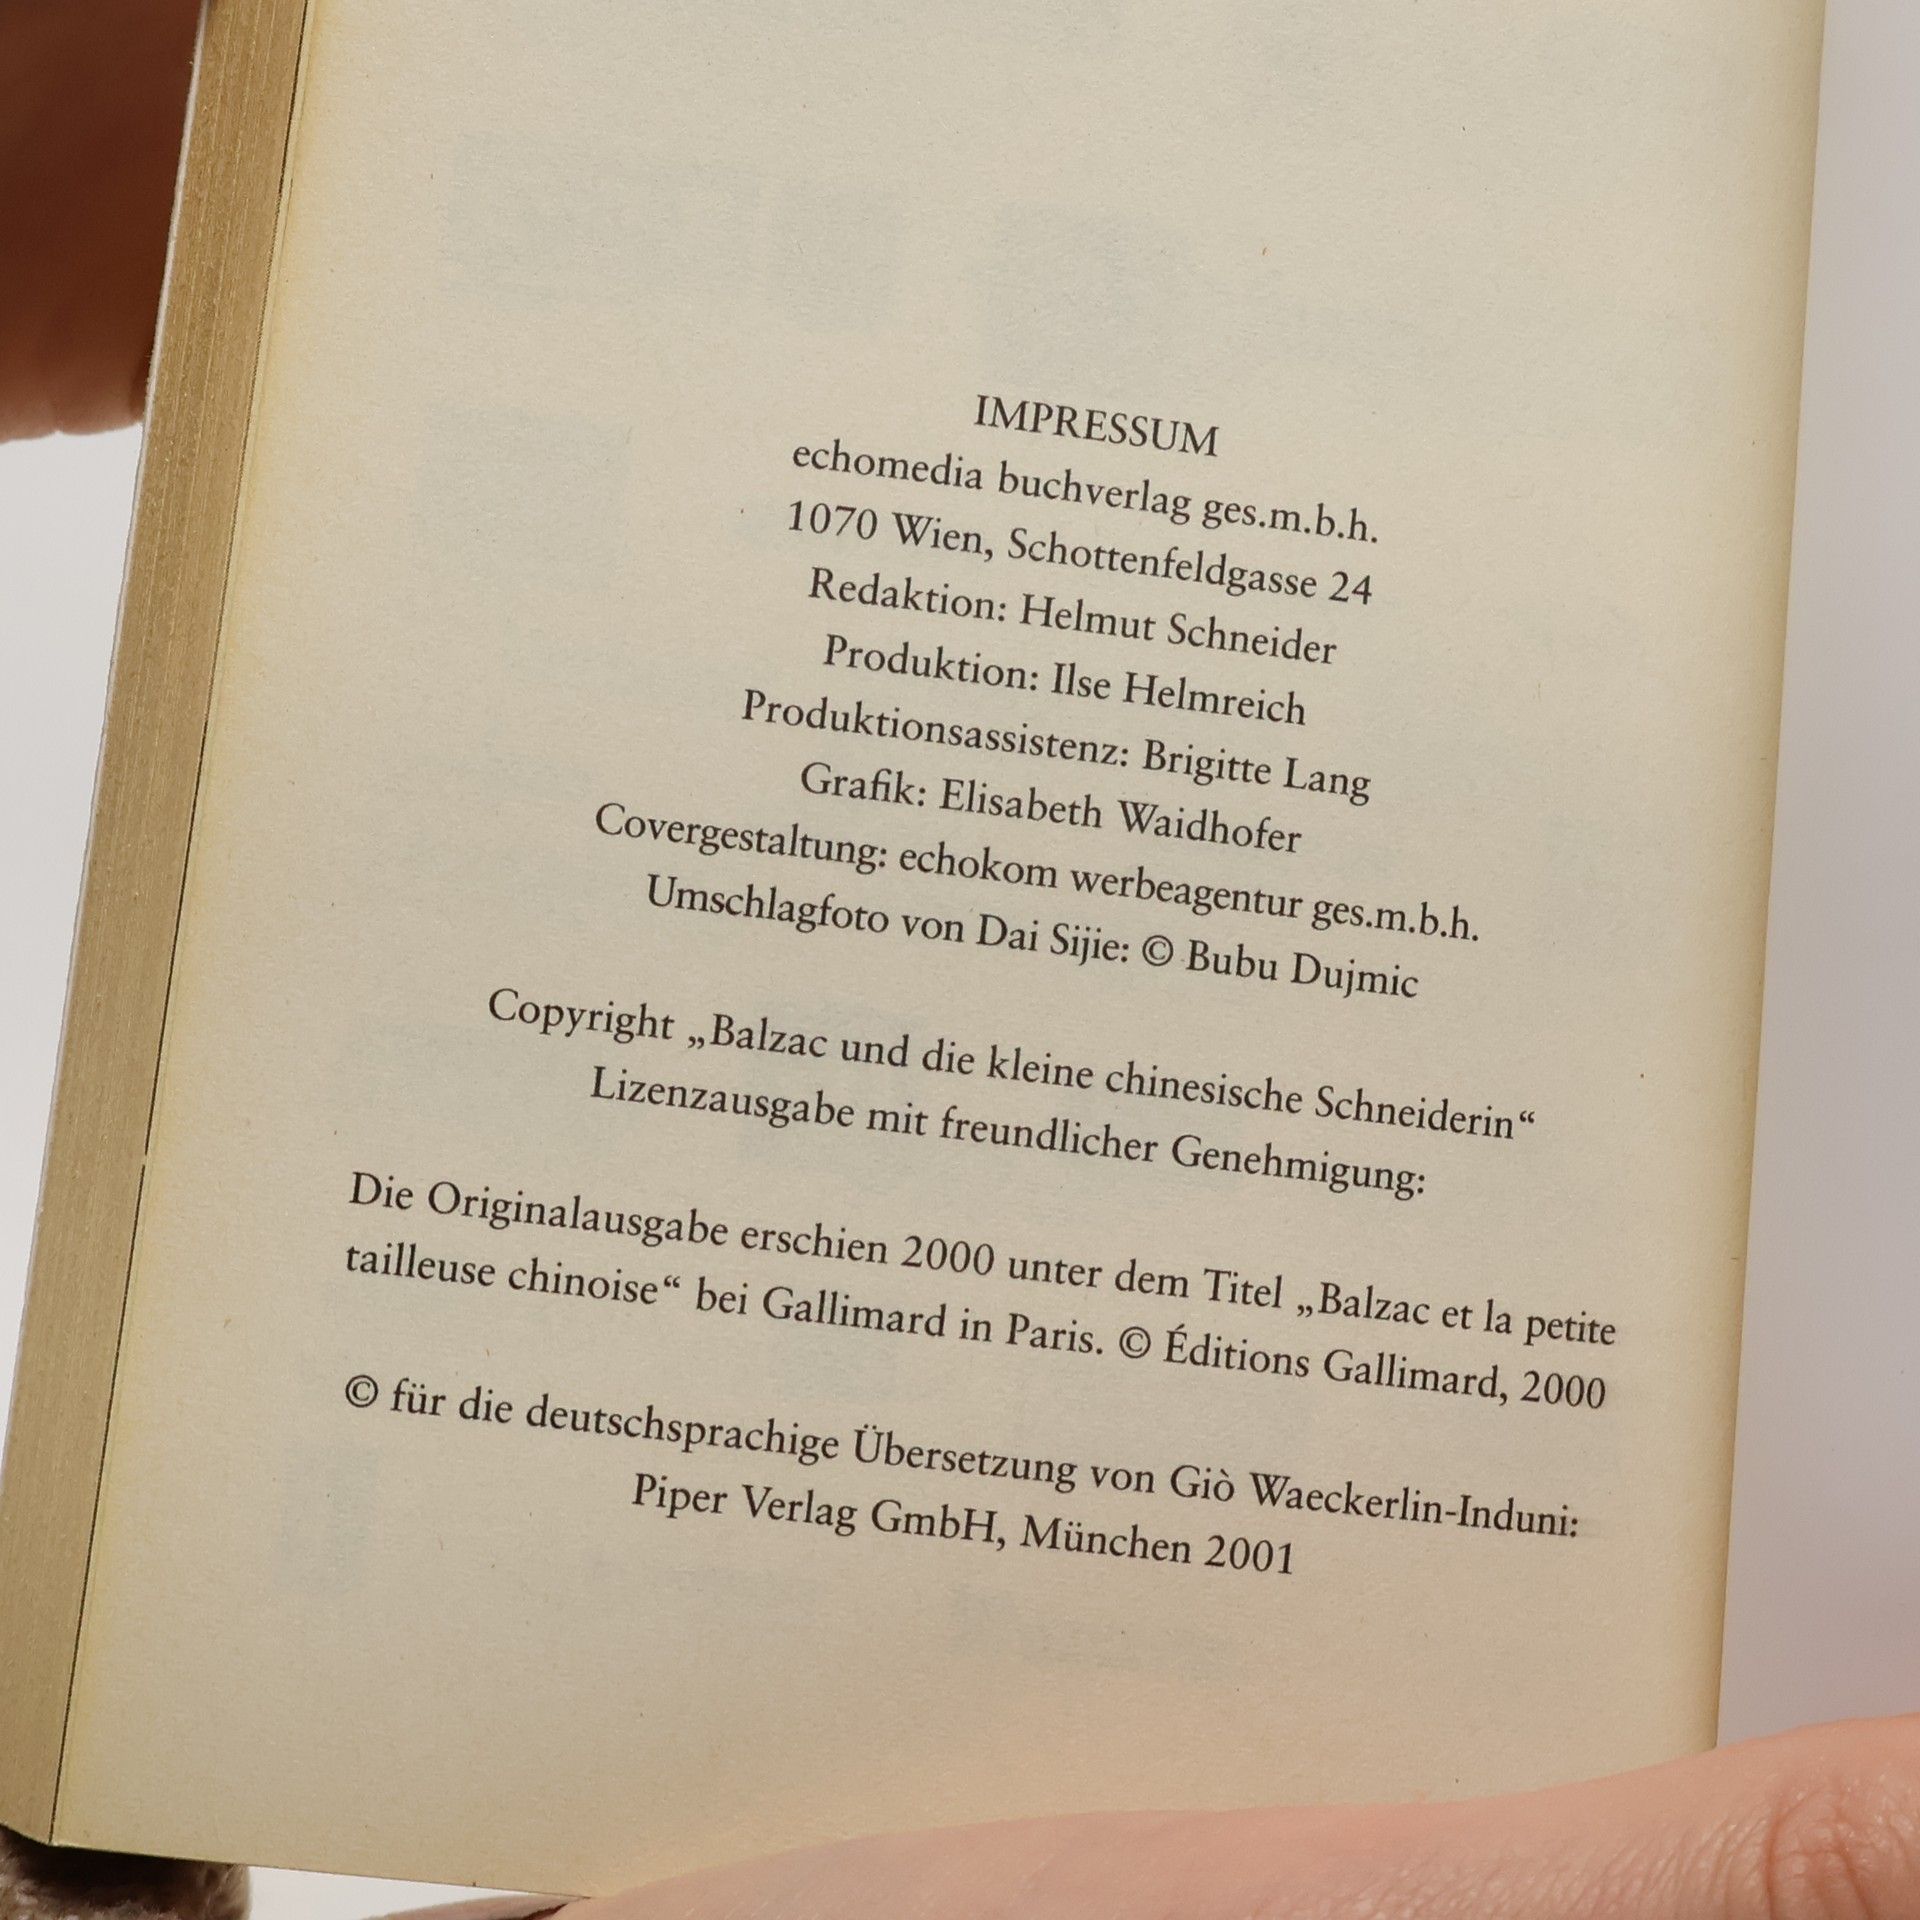 IMPRESSUM
echomedia buchverlag ges.m.b.h.
1070 Wien, Schottenfeldgasse 24
Redaktion: Helmut Schneider
Produktion: Ilse Helmreich
Produktionsassistenz: Brigitte Lang
Grafik: Elisabeth Waidhofer
Covergestaltung: echokom werbeagentur ges.m.b.h.
Umschlagfoto von Dai Sijie: © Bubu Dujmic
Copyright „Balzac und die kleine chinesische Schneiderin“
Lizenzausgabe mit freundlicher Genehmigung:
Die Originalausgabe erschien 2000 unter dem Titel „Balzac et la petite
tailleuse chinoise“ bei Gallimard in Paris. © Éditions Gallimard, 2000
© für die deutschsprachige Übersetzung von Giò Waeckerlin-Induni:
Piper Verlag GmbH, München 2001